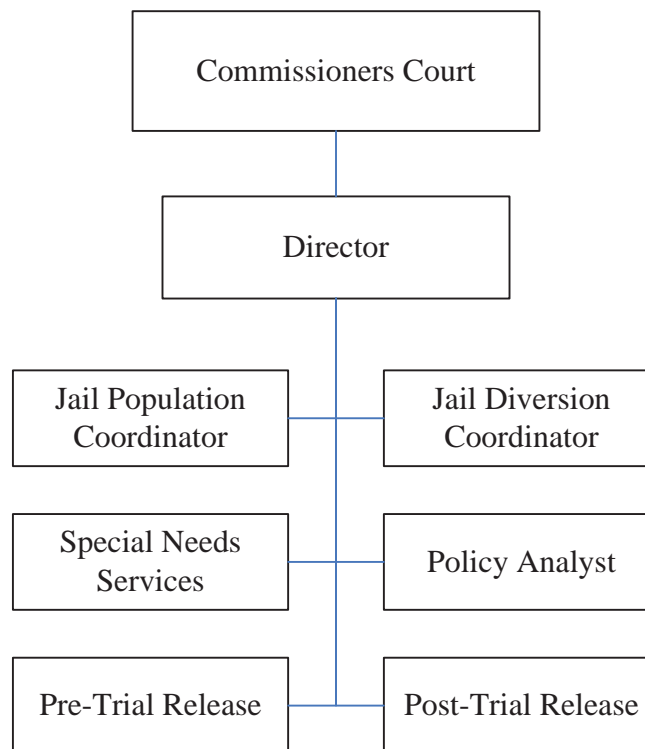 Commissioners Court
Director
Jail Population
Coordinator
Jail Diversion
Coordinator
Special Needs
Services
Policy Analyst
Pre-Trial Release
Post-Trial Release